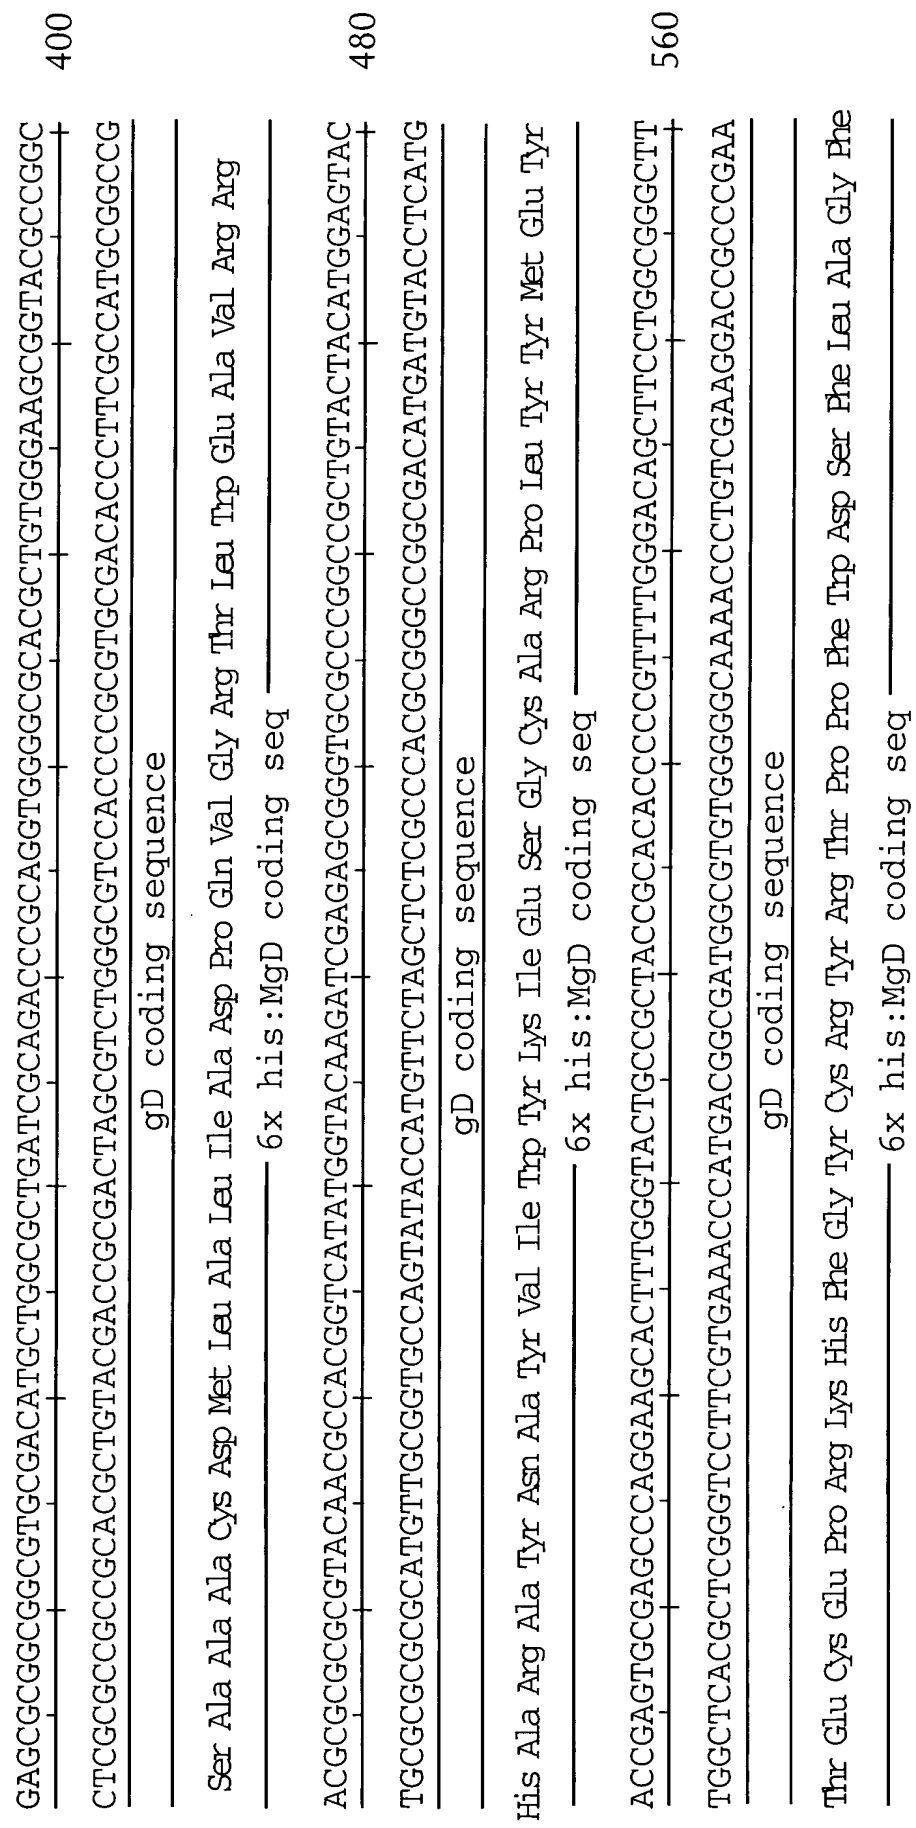 GAGCGCGGCGGCGTGCGACATGCTGGCGCTGATCGCAGACCCGCAGGTGGGGCGCACGCTGTGGGAAGCGGTACGCCGGC
400
CTCGCGCCGCCGCACGCTGTACGACCGCGACTAGCGTCTGGGCGTCCACCCCGCGTGCGACACCCTTCGCCATGCGGCCG
gD coding sequence
Ser Ala Ala Ala Cys Asp Met Leu Ala Leu Ile Ala Asp Pro Gln Val Gly Arg Thr Leu Trp Glu Ala Val Arg Arg
6x his:MgD coding seq
ACGCGCGCGCGTACAACGCCACGGTCATATGGTACAAGATCGAGAGCGGGTGCGCCCGGCCGCTGTACTACATGGAGTAC
480
TGCGCGCGCGCATGTTGCGGTGCCAGTATACCATGTTCTAGCTCTCGCCCACGCGGGCCGGCGACATGATGTACCTCATG
gD coding sequence
His Ala Arg Ala Tyr Asn Ala Tyr Val Ile Trp Tyr Lys Ile Glu Ser Gly Cys Ala Arg Pro Leu Tyr Tyr Met Glu Tyr
6x his:MgD coding seq
ACCGAGTGCGAGCCCAGGAAGCACTTTGGGTACTGCCGCTACCGCACACCCCCGTTTTGGGACAGCTTCCTGGCGGGCTT
560
TGGCTCACGCTCGGGTCCTTCGTGAAACCCATGACGGCGATGGCGTGTGGGGGCAAAACCCTGTCGAAGGACCGCCCGAA
gD coding sequence
Thr Glu Cys Glu Pro Arg Lys His Phe Gly Tyr Cys Arg Tyr Arg Thr Pro Pro Phe Trp Asp Ser Phe Leu Ala Gly Phe
6x his:MgD coding seq